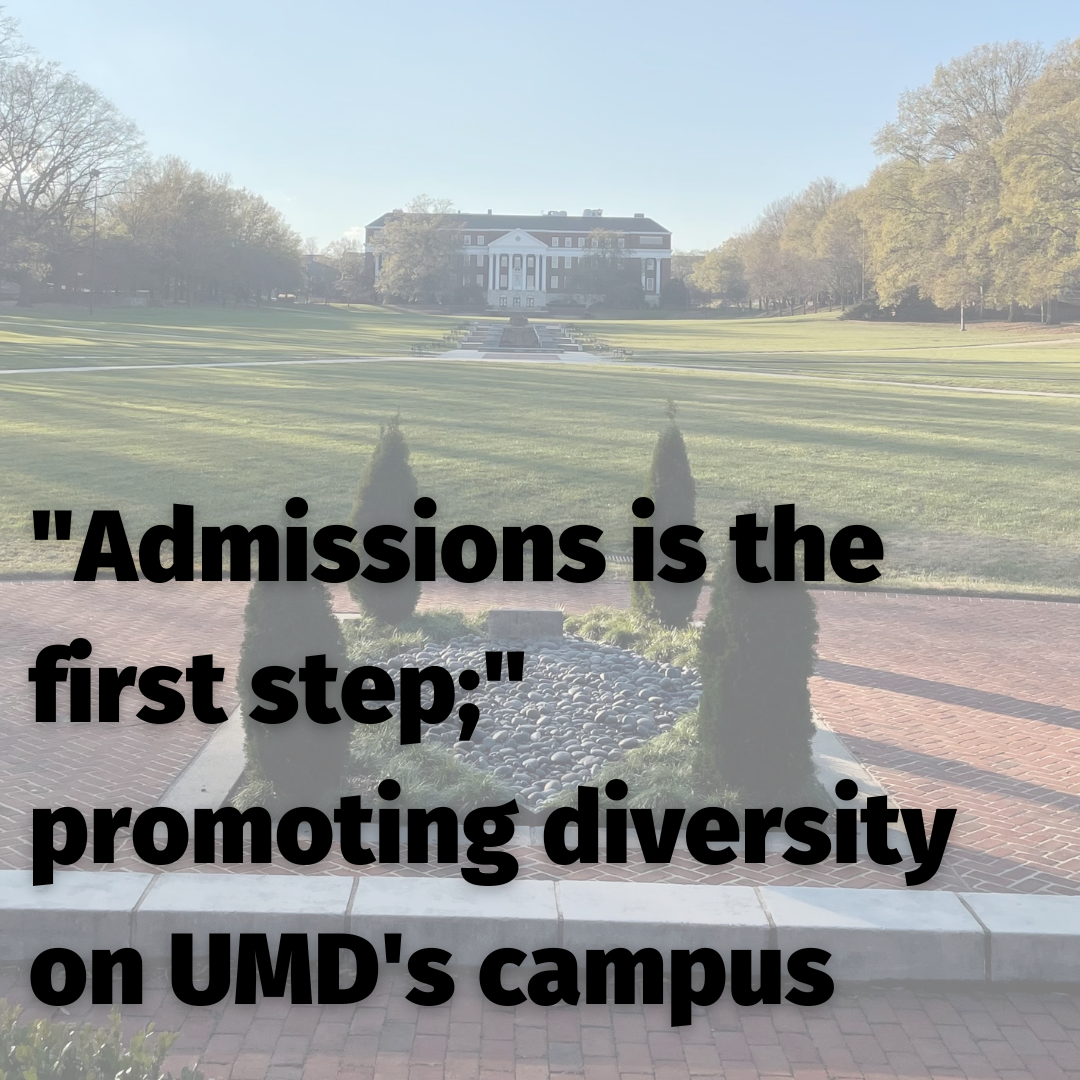 "Admissions is the
first step;"
promoting diversity
on UMD's campus